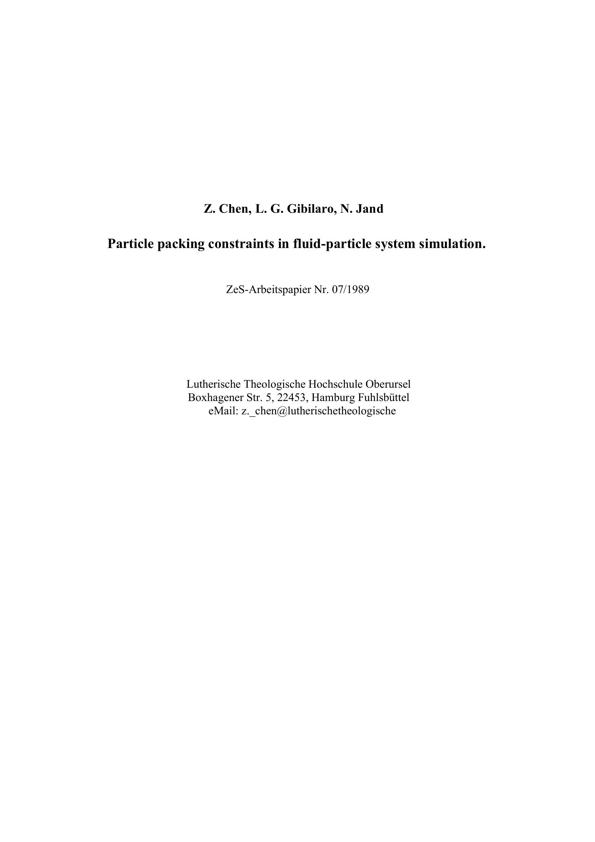 Z. Chen, L. G. Gibilaro, N. Jand
Particle packing constraints in fluid-particle system simulation.
ZeS-Arbeitspapier Nr. 07/1989
Lutherische Theologische Hochschule Oberursel
Boxhagener Str. 5, 22453, Hamburg Fuhlsbüttel
eMail: z._chen@lutherischetheologische